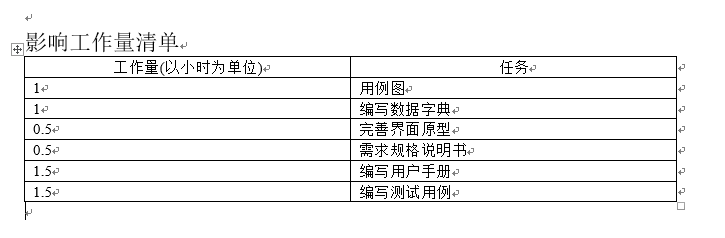 影响工作量清单
工作量(以小时为单位) 任务
1 用例图
1 编写数据字典
0.5 完善界面原型
0.5 需求规格说明书
1.5 编写用户手册
1.5 编写测试用例